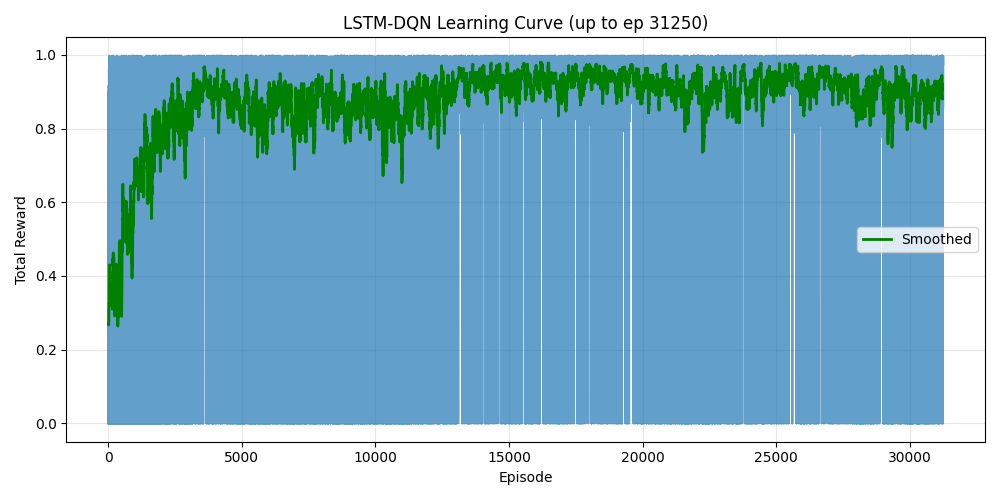 LSTM-DQN Learning Curve (up to ep 31250)
1.0
0.8
0.6
0.4
0.2
0.0
Total Reward
Smoothed
0 5000 10000 15000 20000 25000 30000
Episode